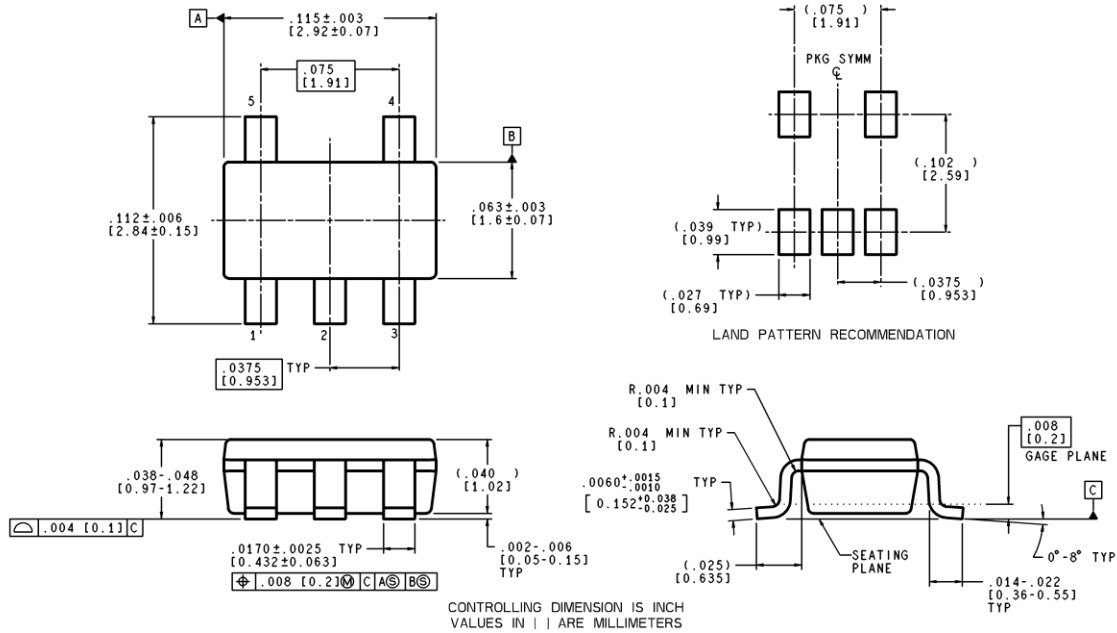 A
.115±.003
[2.92±0.07]
.075
[1.91]
5
4
B
.112±.006
[2.84±0.15]
.063±.003
[1.6±0.07]
1
2
3
.0375 TYP
[0.953]
(.075 )
[1.91]
PKG SYMM
℄
(.102 )
[2.59]
(.039 TYP)
[0.99]
(.027 TYP)
[0.69]
(.0375 )
[0.953]
LAND PATTERN RECOMMENDATION
.038-.048
[0.97-1.22]
(.040 )
[1.02]
⌓ .004 [0.1] C
.0170±.0025 TYP
[0.432±0.063]
⌖ .008 [0.2]Ⓜ C AⓈ BⓈ
.002-.006
[0.05-0.15]
TYP
R.004 MIN TYP
[0.1]
R.004 MIN TYP
[0.1]
.0060+.0015-.0010 TYP
[0.152+0.038-0.025]
.008
[0.2]
GAGE PLANE
C
SEATING
PLANE
0°-8° TYP
(.025)
[0.635]
.014-.022
[0.36-0.55]
TYP
CONTROLLING DIMENSION IS INCH
VALUES IN [ ] ARE MILLIMETERS